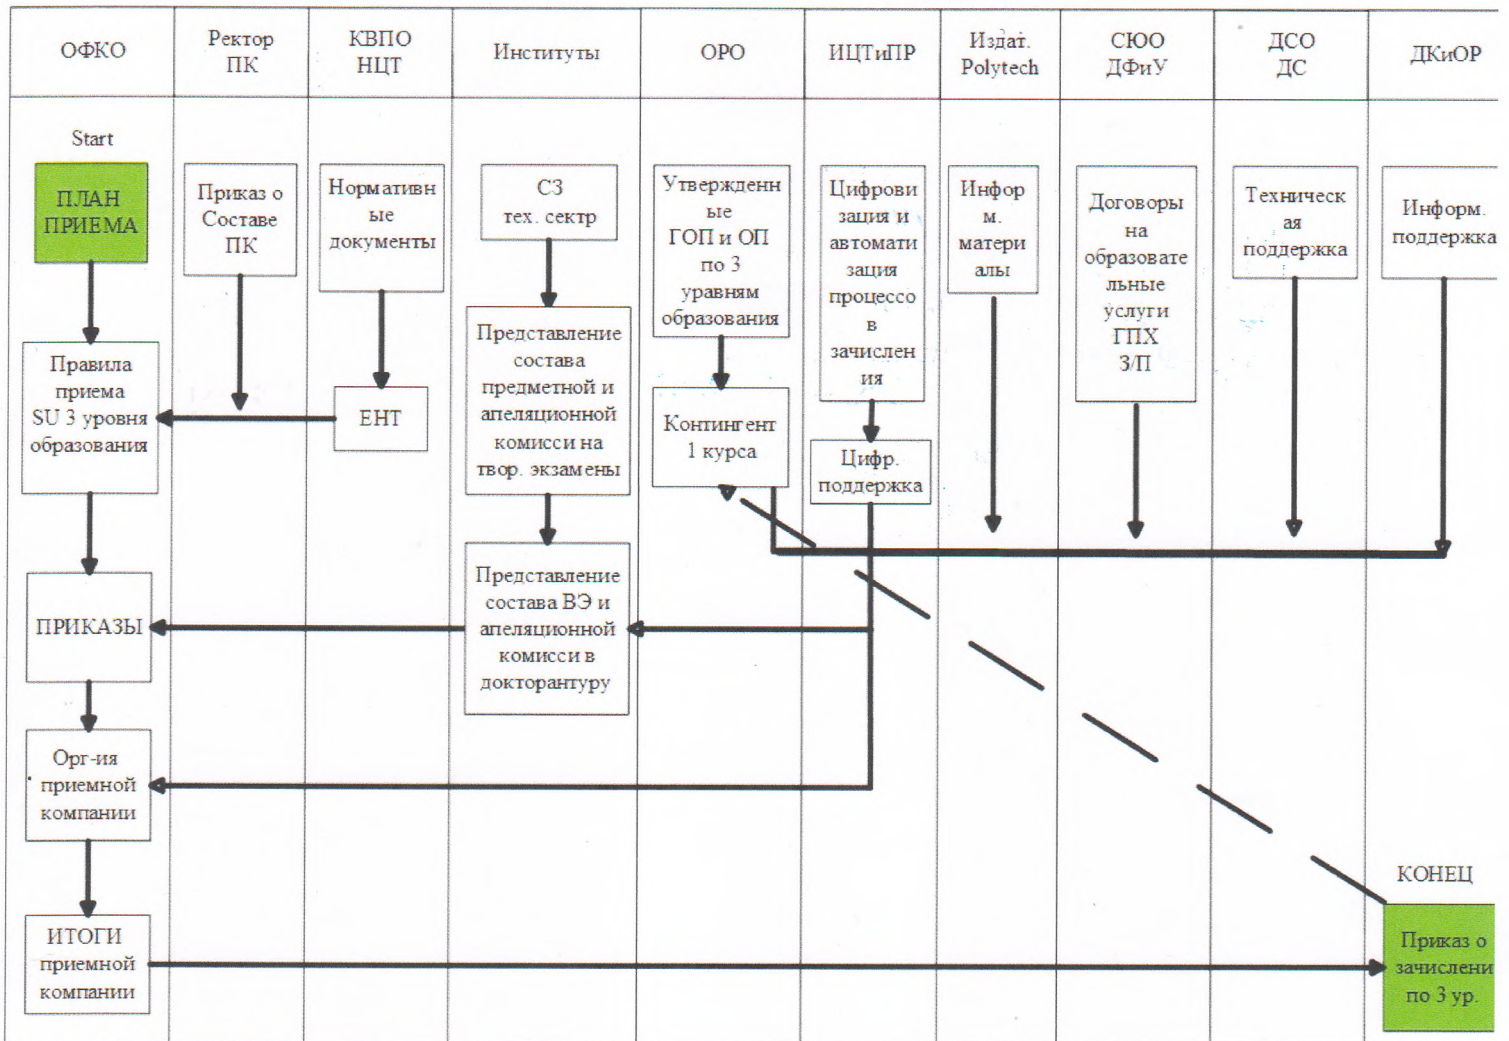 ОФКО
Ректор
ПК
КВПО
НЦТ
Институты
ОРО
ИЦТиПР
Издат.
Polytech
СЮО
ДФиУ
ДСО
ДС
ДКиОР
Start
ПЛАН
ПРИЕМА
Приказ о
Составе
ПК
Нормативн
ые
документы
СЗ
тех. сектр
Утвержденн
ые
ГОП и ОП
по 3
уравням
образования
Цифрови
зация и
автомати
зация
процессо
в
зачислен
ия
Инфор
м.
матери
алы
Договоры
на
образовате
льные
услуги
ГПХ
З/П
Техническ
ая
поддержка
Информ.
поддержка
Правила
приема
SU 3 уровня
образования
ЕНТ
Представление
состава
предметной и
апеляционной
комисси на
твор. экзамены
Контингент
1 курса
Цифр.
поддержка
ПРИКАЗЫ
Представление
состава ВЭ и
апеляционной
комисси в
докторантуру
Орг-ия
приемной
компании
ИТОГИ
приемной
компании
КОНЕЦ
Приказ о
зачислени
по 3 ур.